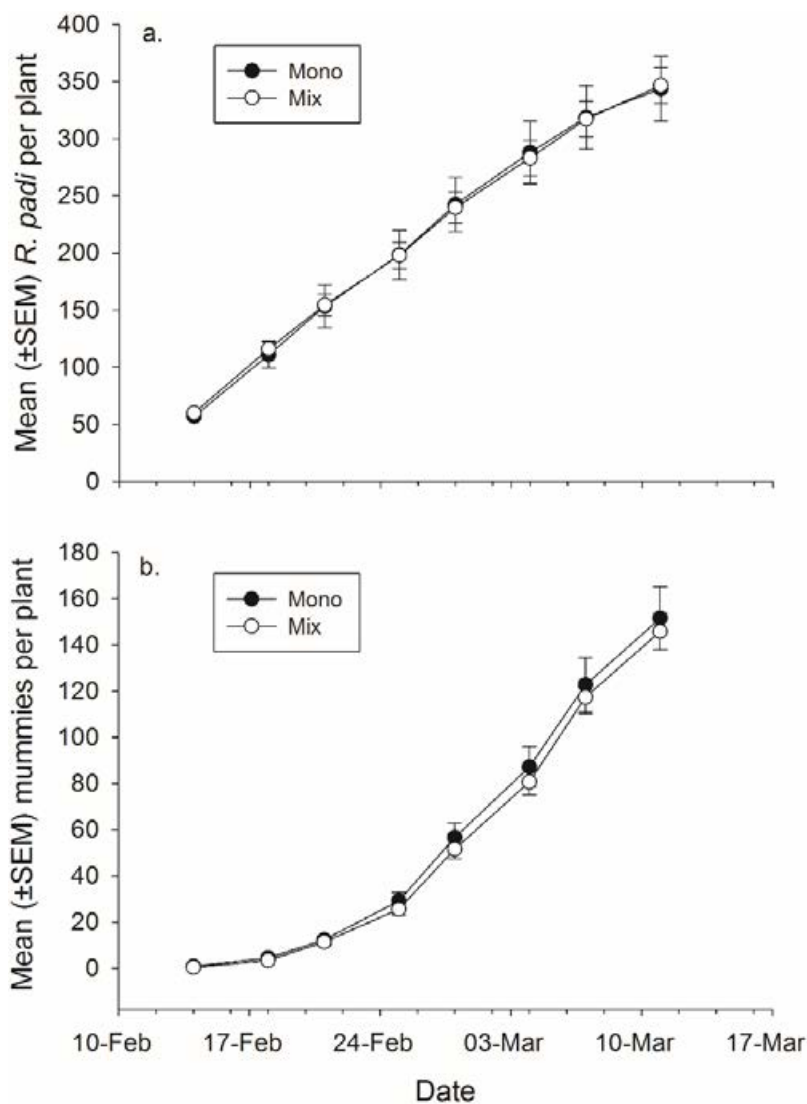 a.
Mono
Mix
Mean (±SEM) R. padi per plant
400
350
300
250
200
150
100
50
0
b.
Mono
Mix
Mean (±SEM) mummies per plant
180
160
140
120
100
80
60
40
20
0
10-Feb 17-Feb 24-Feb 03-Mar 10-Mar 17-Mar
Date